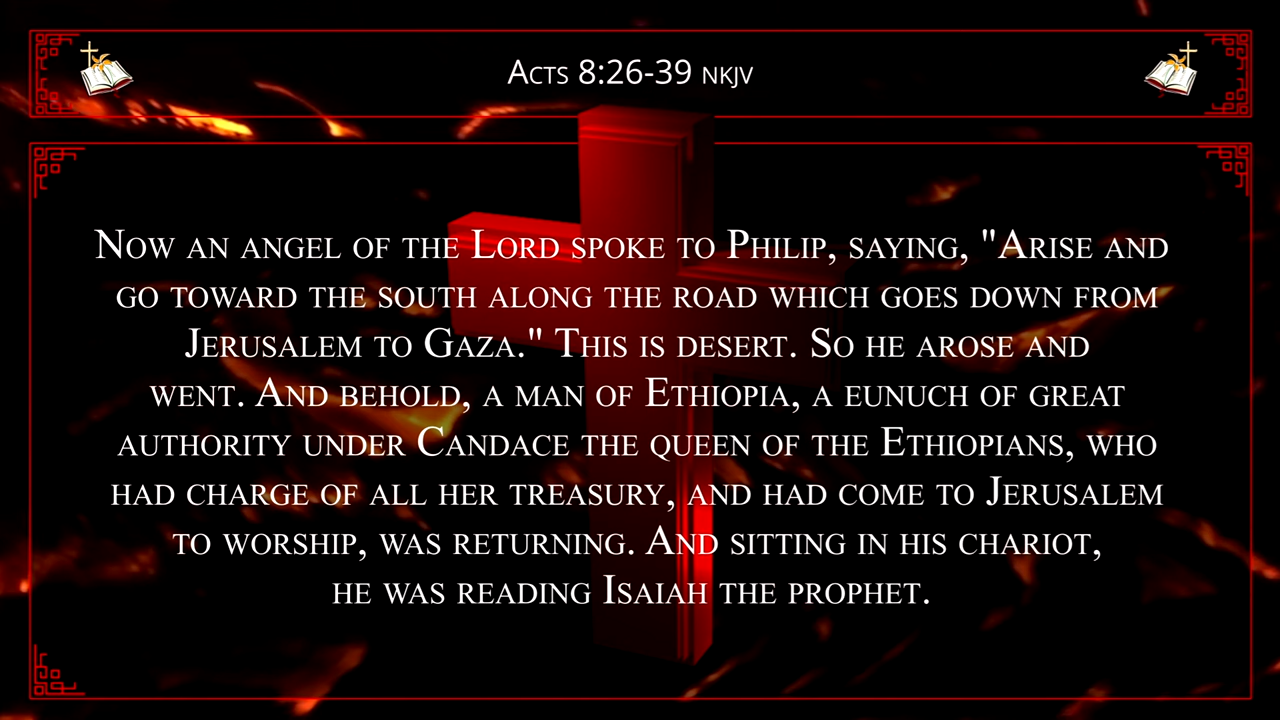 Acts 8:26-39 NKJV
Now an angel of the Lord spoke to Philip, saying, "Arise and
go toward the south along the road which goes down from
Jerusalem to Gaza." This is desert. So he arose and
went. And behold, a man of Ethiopia, a eunuch of great
authority under Candace the queen of the Ethiopians, who
had charge of all her treasury, and had come to Jerusalem
to worship, was returning. And sitting in his chariot,
he was reading Isaiah the prophet.